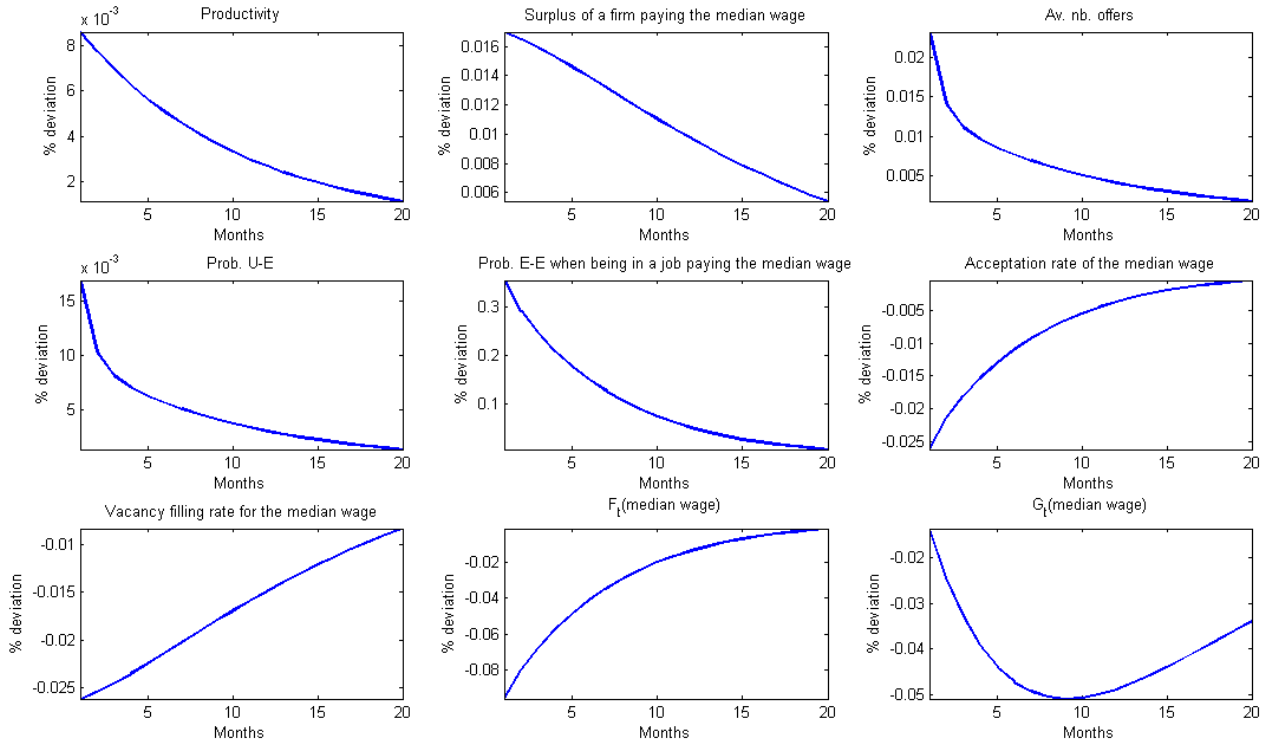 Productivity
x 10-3
8
6
4
2
% deviation
5 10 15 20
Months
Surplus of a firm paying the median wage
0.016
0.014
0.012
0.01
0.008
0.006
% deviation
5 10 15 20
Months
Av. nb. offers
0.02
0.015
0.01
0.005
% deviation
5 10 15 20
Months
Prob. U-E
x 10-3
15
10
5
% deviation
5 10 15 20
Months
Prob. E-E when being in a job paying the median wage
0.3
0.2
0.1
% deviation
5 10 15 20
Months
Acceptation rate of the median wage
-0.005
-0.01
-0.015
-0.02
-0.025
% deviation
5 10 15 20
Months
Vacancy filling rate for the median wage
-0.01
-0.015
-0.02
-0.025
% deviation
5 10 15 20
Months
Ft(median wage)
-0.02
-0.04
-0.06
-0.08
% deviation
5 10 15 20
Months
Gt(median wage)
-0.02
-0.03
-0.04
-0.05
% deviation
5 10 15 20
Months